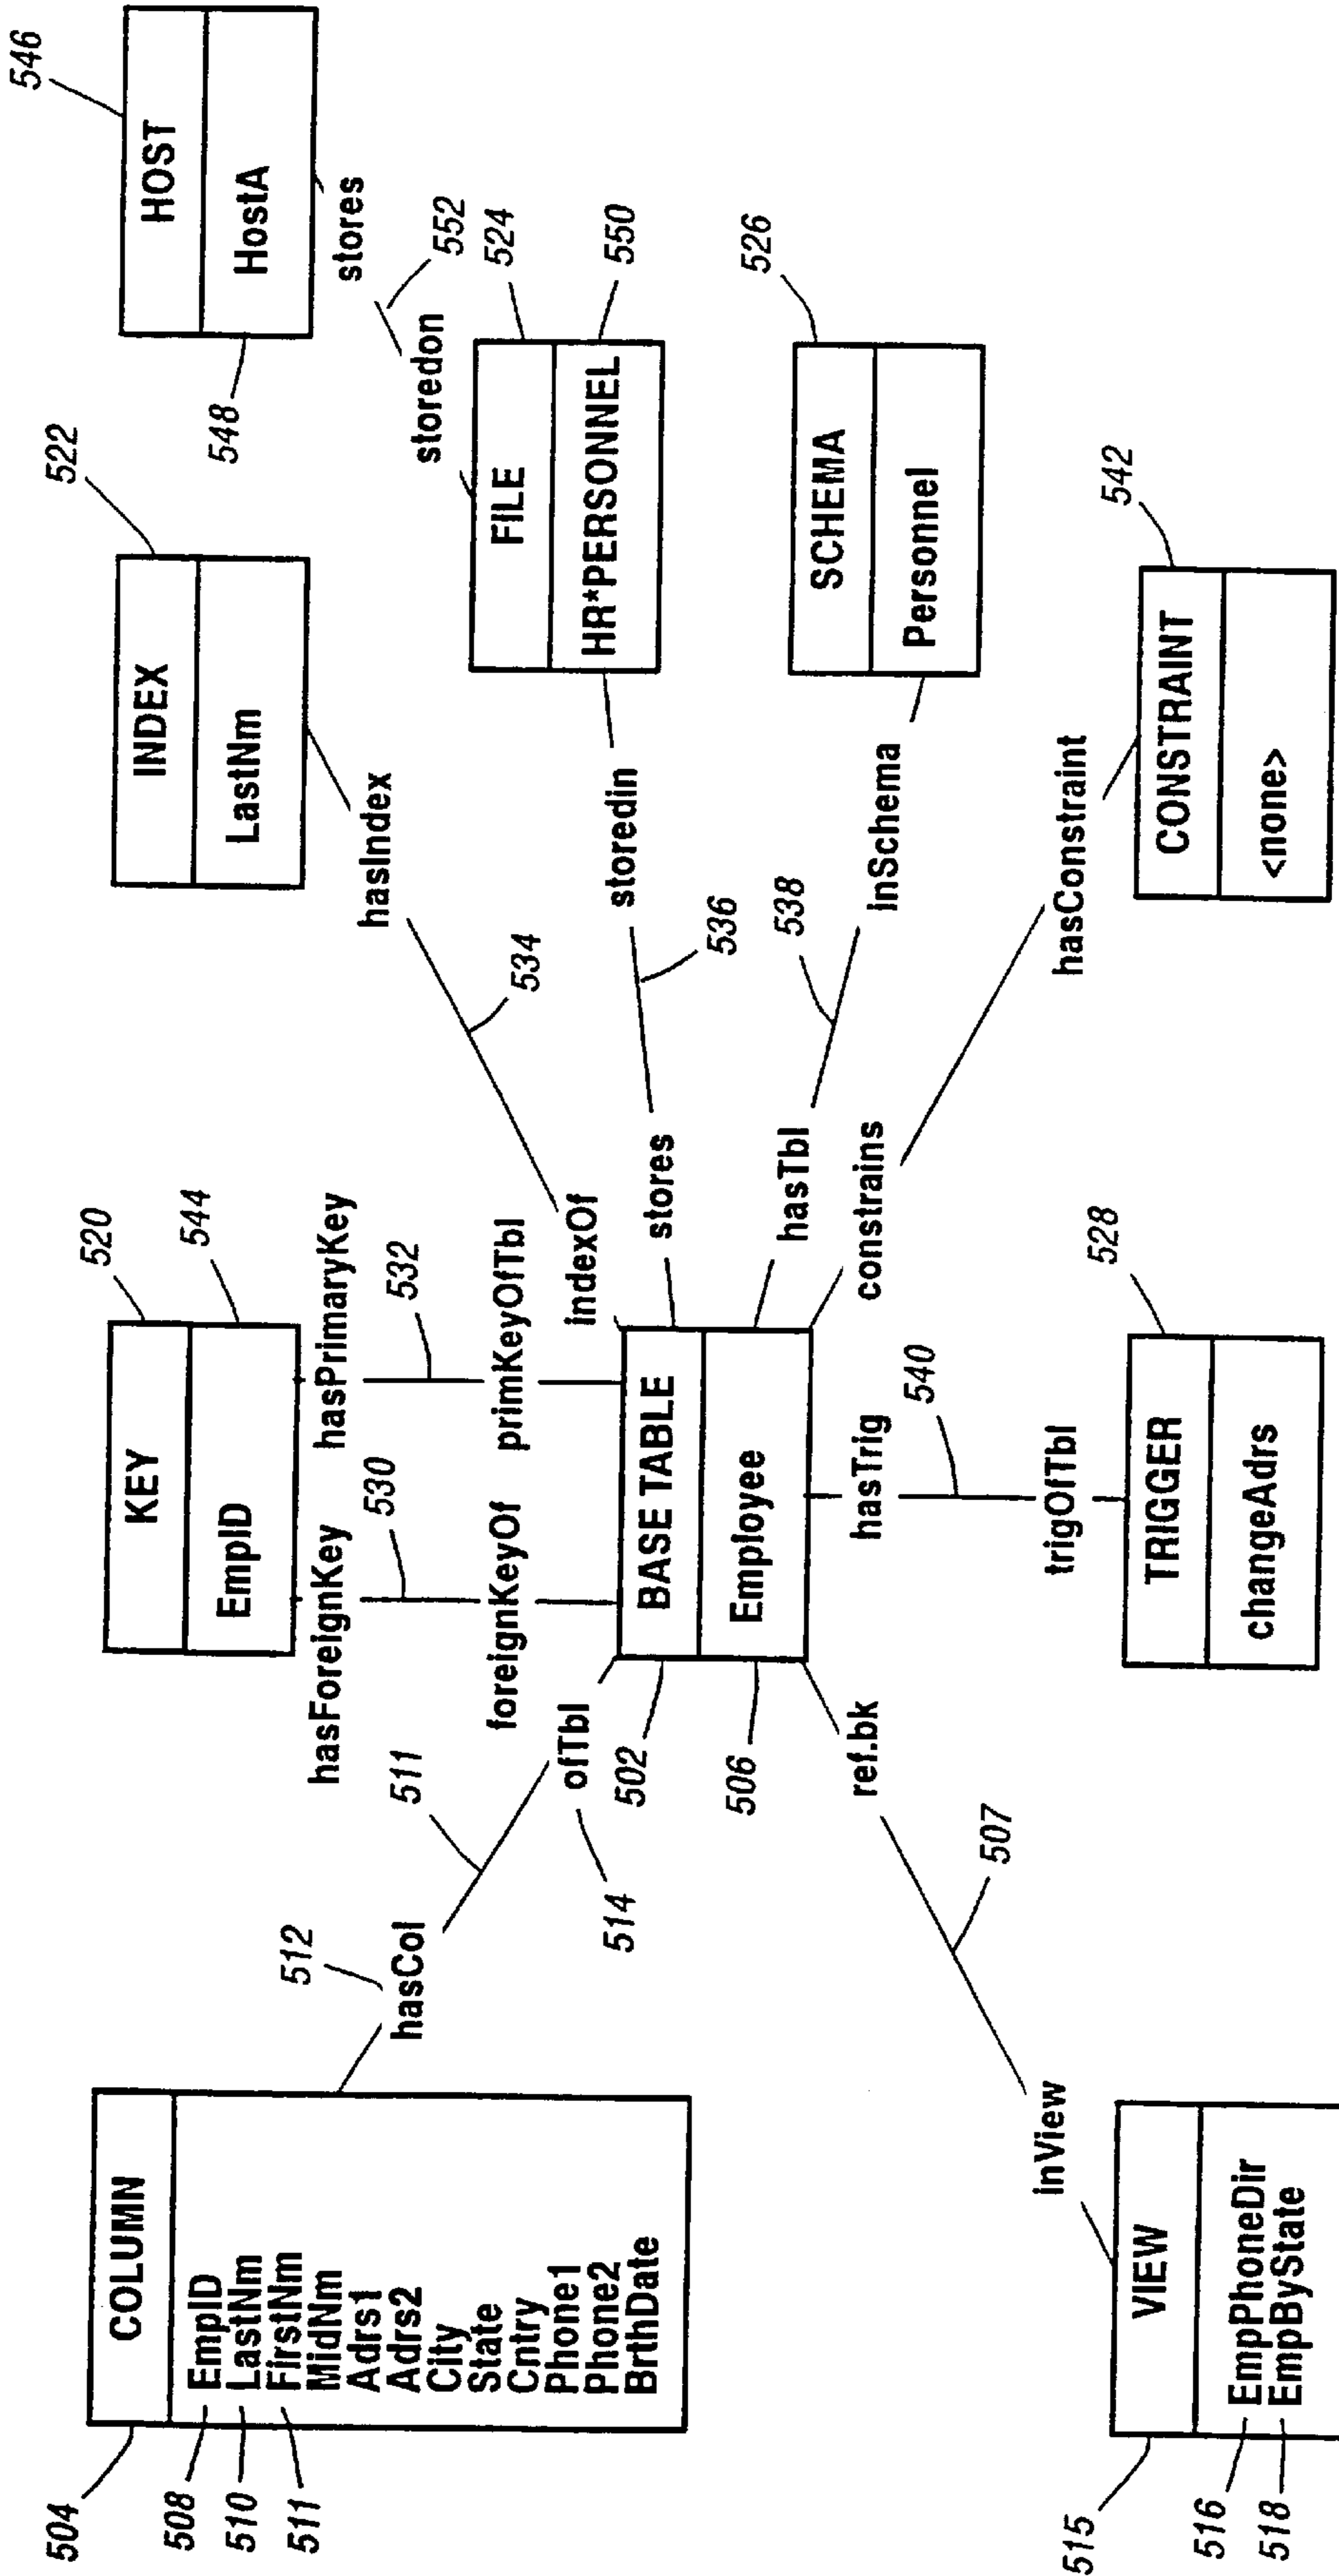 504
COLUMN
508
EmpID
510
LastNm
511
FirstNm
MidNm
Adrs1
Adrs2
City
State
Cntry
Phone1
Phone2
BrthDate
512
hasCol
511
ofTbl
514
520
KEY
544
EmpID
hasForeignKey
530
foreignKeyOf
hasPrimaryKey
532
primKeyOfTbl
522
INDEX
LastNm
hasIndex
534
indexOf
546
HOST
548
HostA
stores
552
storedon
524
FILE
550
HR*PERSONNEL
storedin
536
stores
502
BASE TABLE
506
Employee
526
SCHEMA
Personnel
inSchema
538
hasTbl
constrains
hasConstraint
542
CONSTRAINT
<none>
hasTrig
540
trigOfTbl
528
TRIGGER
changeAdrs
ref.bk
507
inView
515
VIEW
516
EmpPhoneDir
518
EmpByState